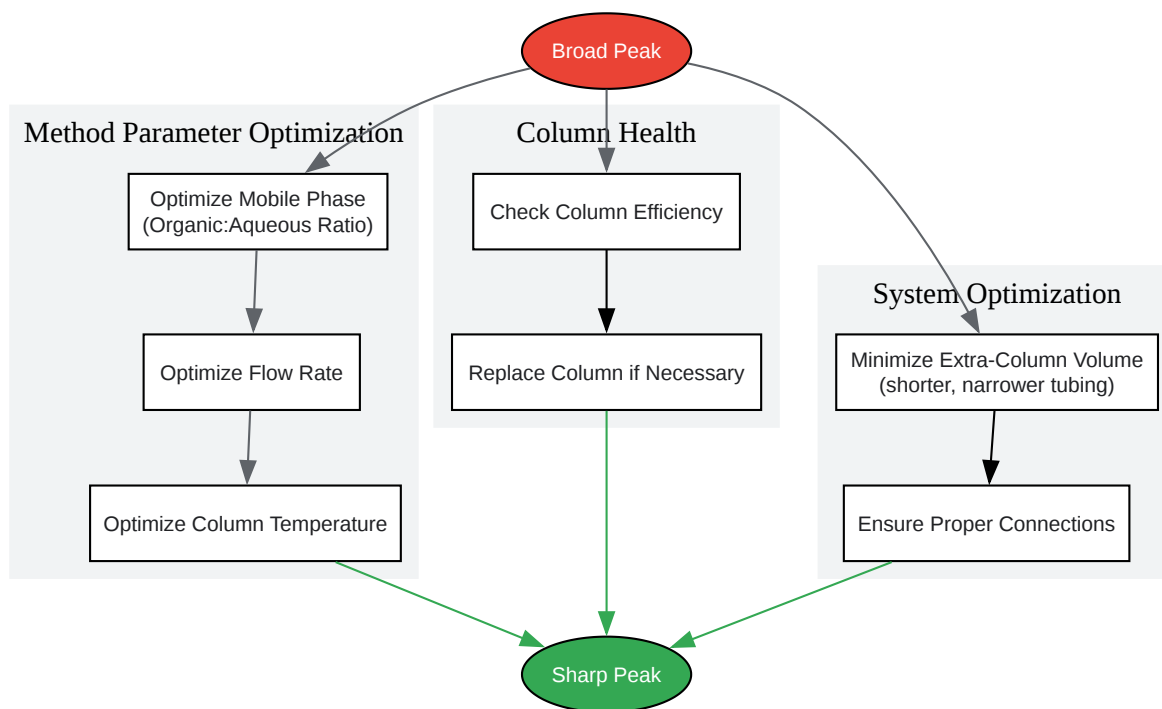 Broad Peak
Method Parameter Optimization
Optimize Mobile Phase
(Organic:Aqueous Ratio)
Optimize Flow Rate
Optimize Column Temperature
Column Health
Check Column Efficiency
Replace Column if Necessary
System Optimization
Minimize Extra-Column Volume
(shorter, narrower tubing)
Ensure Proper Connections
Sharp Peak